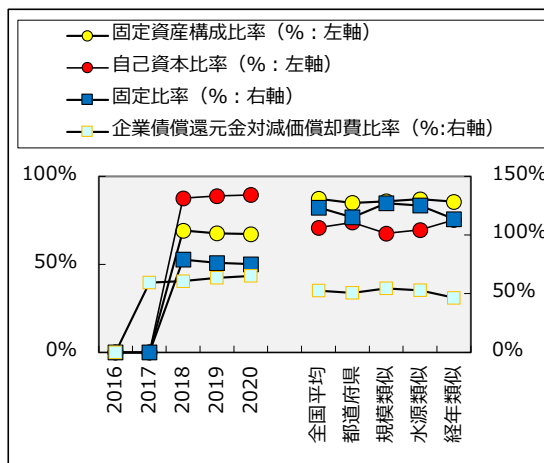 固定資産構成比率（%：左軸）
自己資本比率（%：左軸）
固定比率（%：右軸）
企業債償還元金対減価償却費比率（%:右軸）
100%
50%
0%
150%
100%
50%
0%
2016
2017
2018
2019
2020
全国平均
都道府県
規模類似
水源類似
経年類似